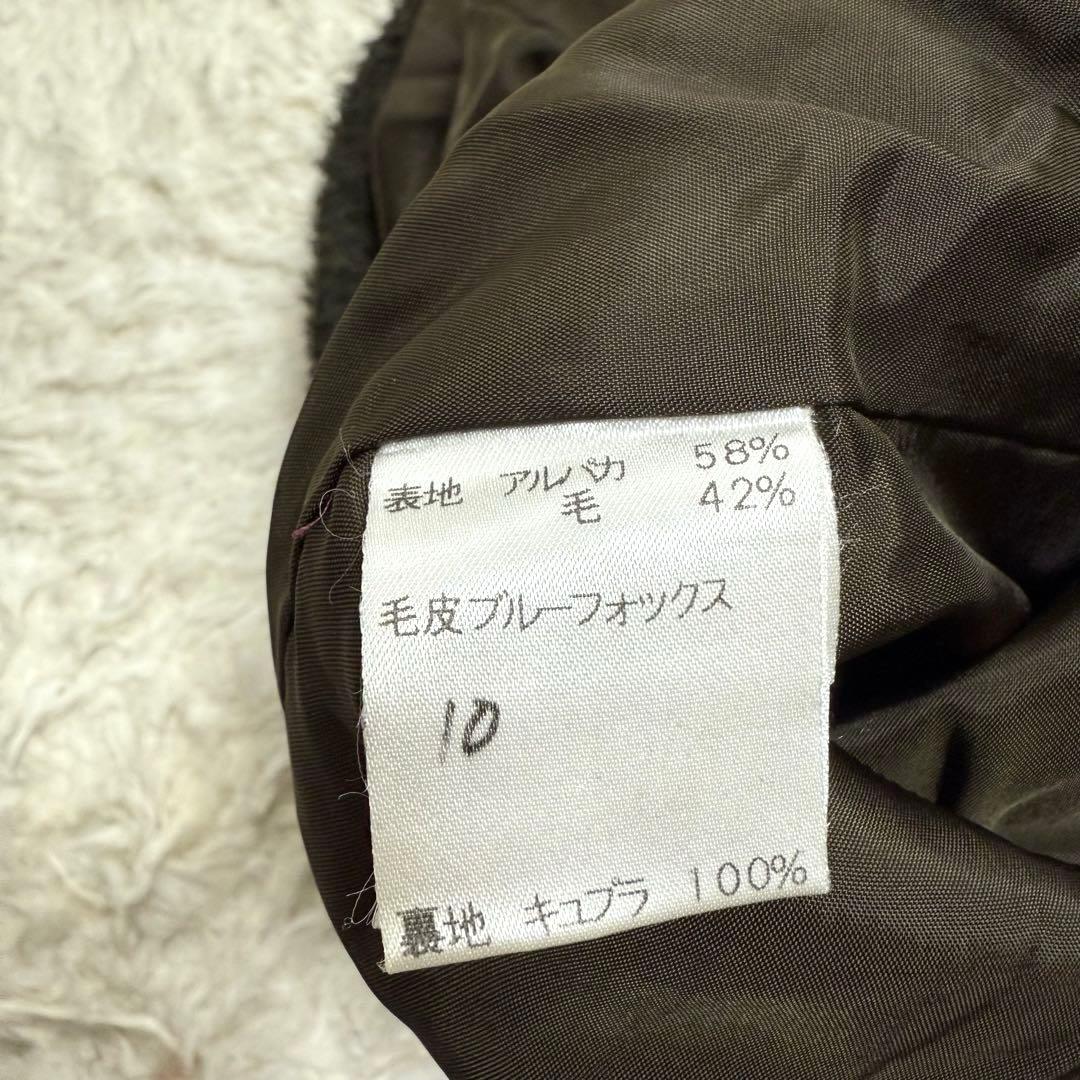 表地 アルパカ 58%
毛 42%
毛皮ブルーフォックス
10
裏地 キュプラ 100%